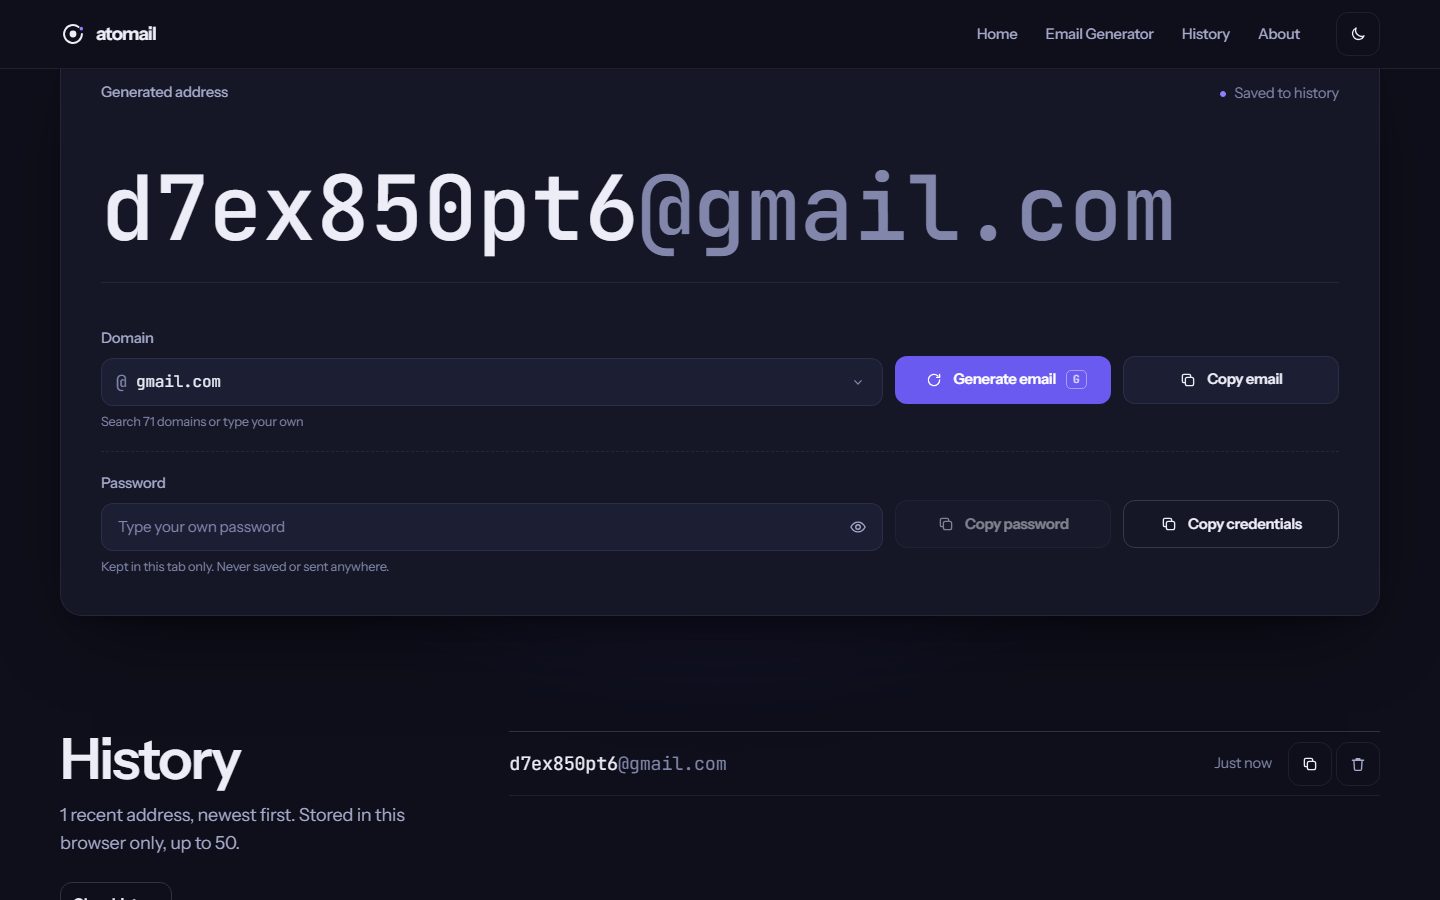 atomail
Home
Email Generator
History
About
Generated address
Saved to history
d7ex850pt6@gmail.com
Domain
@ gmail.com
Generate email G
Copy email
Search 71 domains or type your own
Password
Type your own password
Copy password
Copy credentials
Kept in this tab only. Never saved or sent anywhere.
History
1 recent address, newest first. Stored in this
browser only, up to 50.
d7ex850pt6@gmail.com
Just now